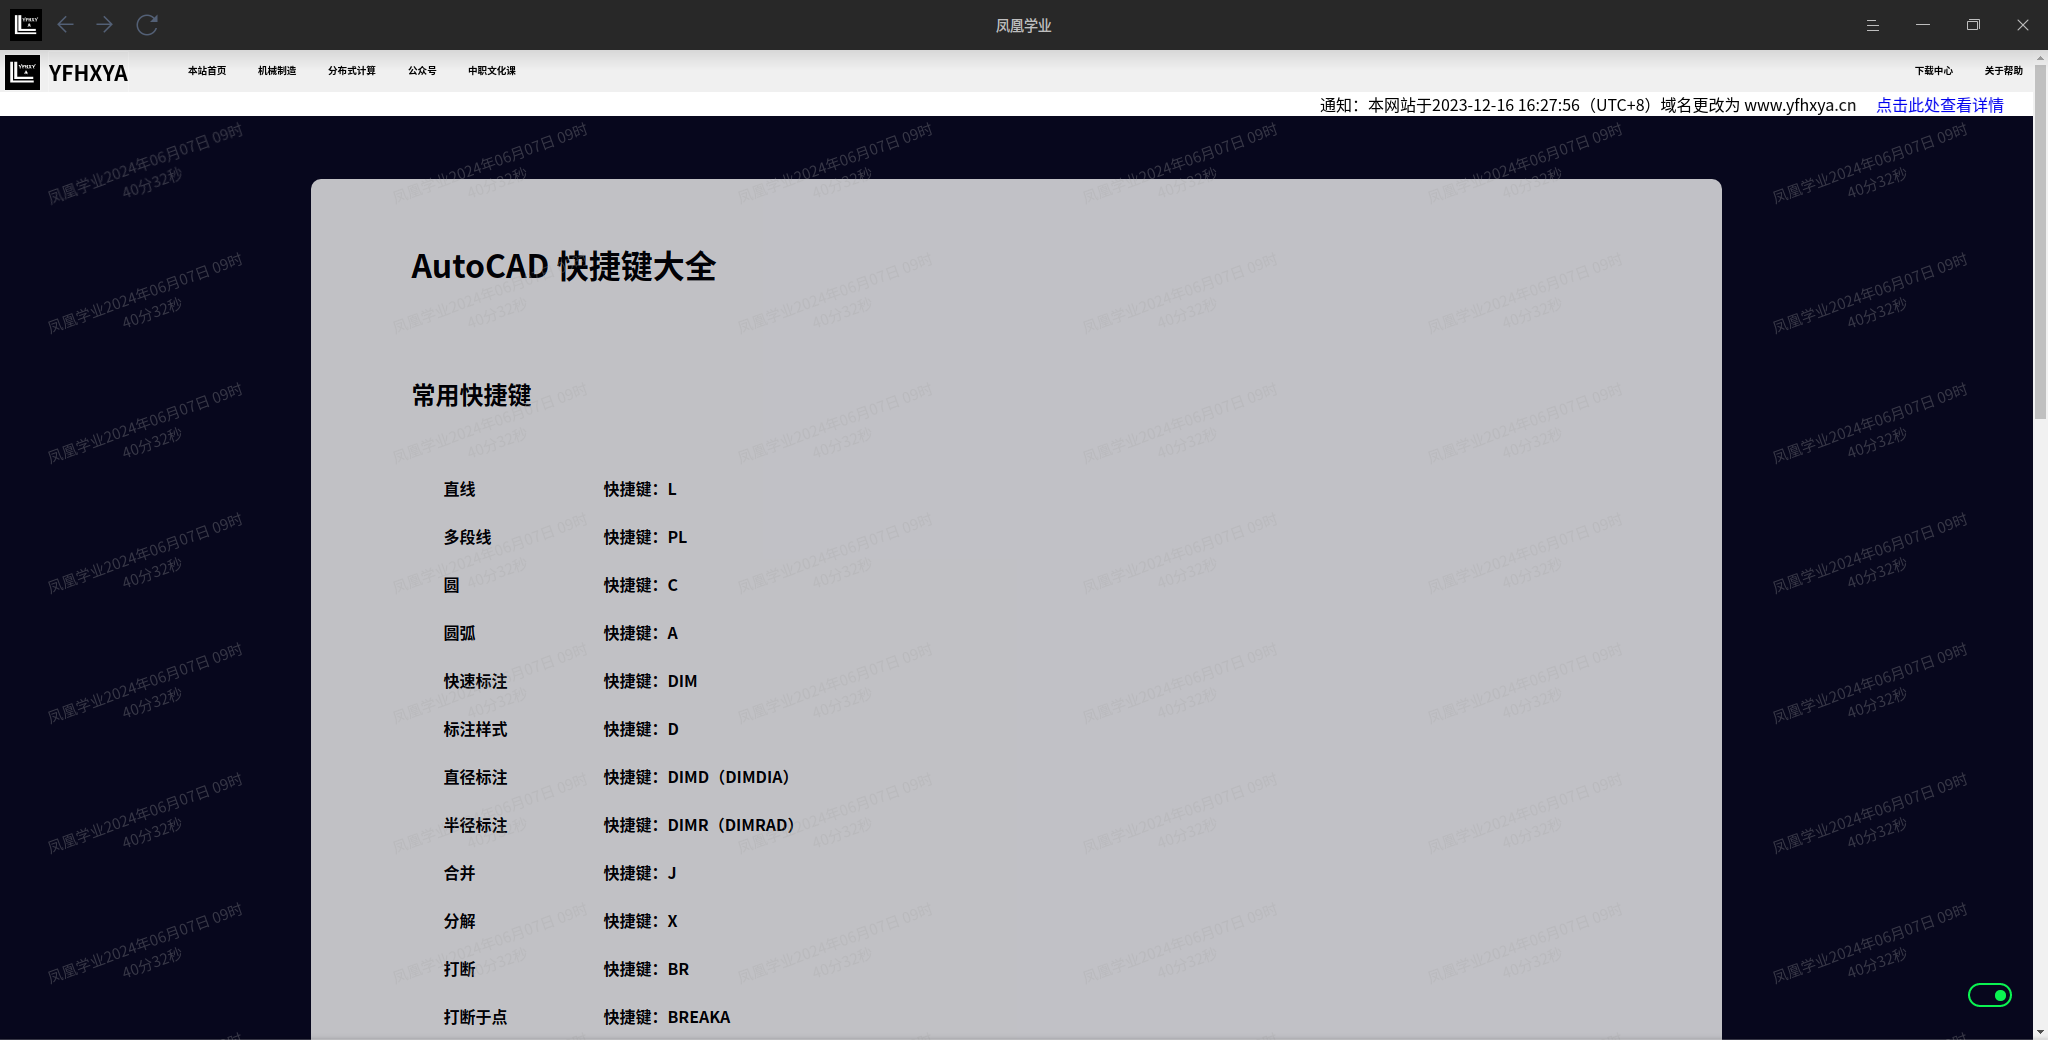 凤凰学业
YFHXYA 本站首页 机械制造 分布式计算 公众号 中职文化课 下载中心 关于帮助
通知：本网站于2023-12-16 16:27:56（UTC+8）域名更改为 www.yfhxya.cn 点击此处查看详情
凤凰学业2024年06月07日 09时
40分32秒
AutoCAD 快捷键大全
常用快捷键
直线 快捷键：L
多段线 快捷键：PL
圆 快捷键：C
圆弧 快捷键：A
快速标注 快捷键：DIM
标注样式 快捷键：D
直径标注 快捷键：DIMD（DIMDIA）
半径标注 快捷键：DIMR（DIMRAD）
合并 快捷键：J
分解 快捷键：X
打断 快捷键：BR
打断于点 快捷键：BREAKA